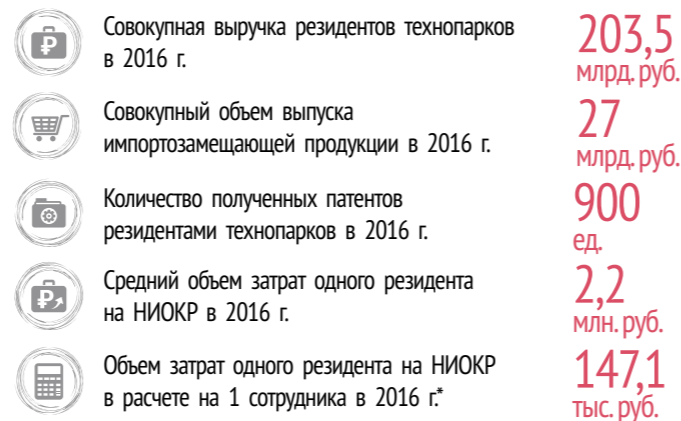 Совокупная выручка резидентов технопарков
в 2016 г.
203,5
млрд. руб.
Совокупный объем выпуска
импортозамещающей продукции в 2016 г.
27
млрд. руб.
Количество полученных патентов
резидентами технопарков в 2016 г.
900
ед.
Средний объем затрат одного резидента
на НИОКР в 2016 г.
2,2
млн. руб.
Объем затрат одного резидента на НИОКР
в расчете на 1 сотрудника в 2016 г.*
147,1
тыс. руб.